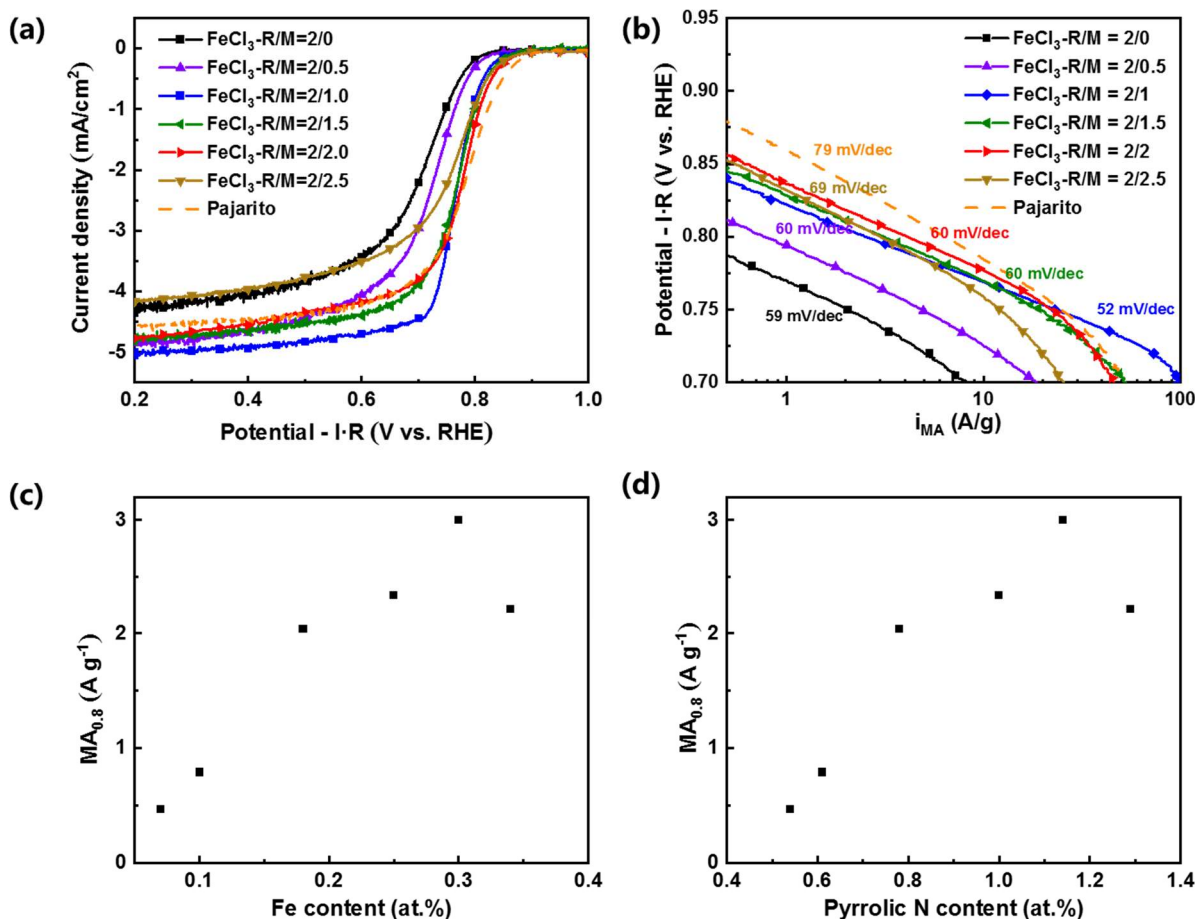 (a)
FeCl₃-R/M=2/0
FeCl₃-R/M=2/0.5
FeCl₃-R/M=2/1.0
FeCl₃-R/M=2/1.5
FeCl₃-R/M=2/2.0
FeCl₃-R/M=2/2.5
Pajarito
0
-1
-2
-3
-4
-5
Current density (mA/cm²)
0.2
0.4
0.6
0.8
1.0
Potential - I·R (V vs. RHE)
(b)
FeCl₃-R/M = 2/0
FeCl₃-R/M = 2/0.5
FeCl₃-R/M = 2/1
FeCl₃-R/M = 2/1.5
FeCl₃-R/M = 2/2
FeCl₃-R/M = 2/2.5
Pajarito
79 mV/dec
69 mV/dec
60 mV/dec
60 mV/dec
60 mV/dec
59 mV/dec
52 mV/dec
0.95
0.90
0.85
0.80
0.75
0.70
Potential - I·R (V vs. RHE)
1
10
100
i_MA (A/g)
(c)
3
2
1
0
MA₀.₈ (A g⁻¹)
0.1
0.2
0.3
0.4
Fe content (at.%)
(d)
3
2
1
0
MA₀.₈ (A g⁻¹)
0.4
0.6
0.8
1.0
1.2
1.4
Pyrrolic N content (at.%)